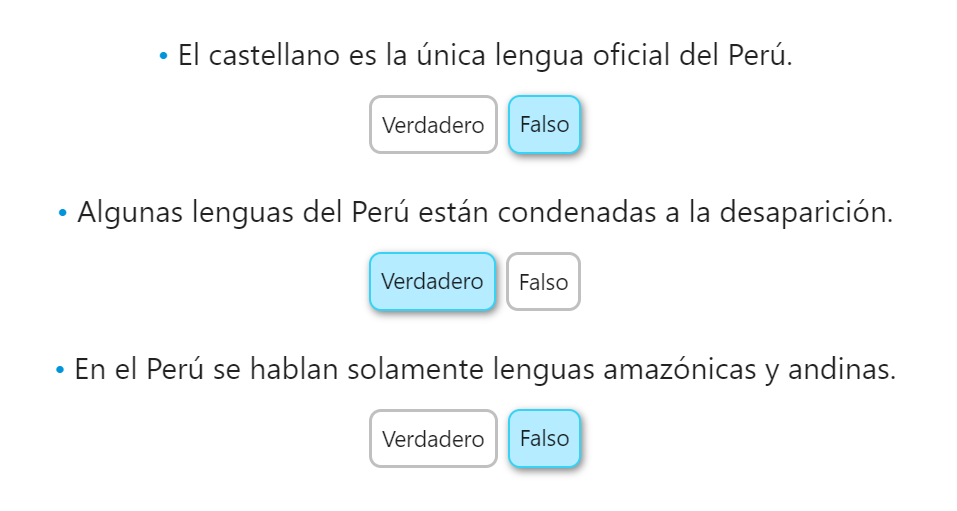 • El castellano es la única lengua oficial del Perú.
Verdadero Falso
• Algunas lenguas del Perú están condenadas a la desaparición.
Verdadero Falso
• En el Perú se hablan solamente lenguas amazónicas y andinas.
Verdadero Falso